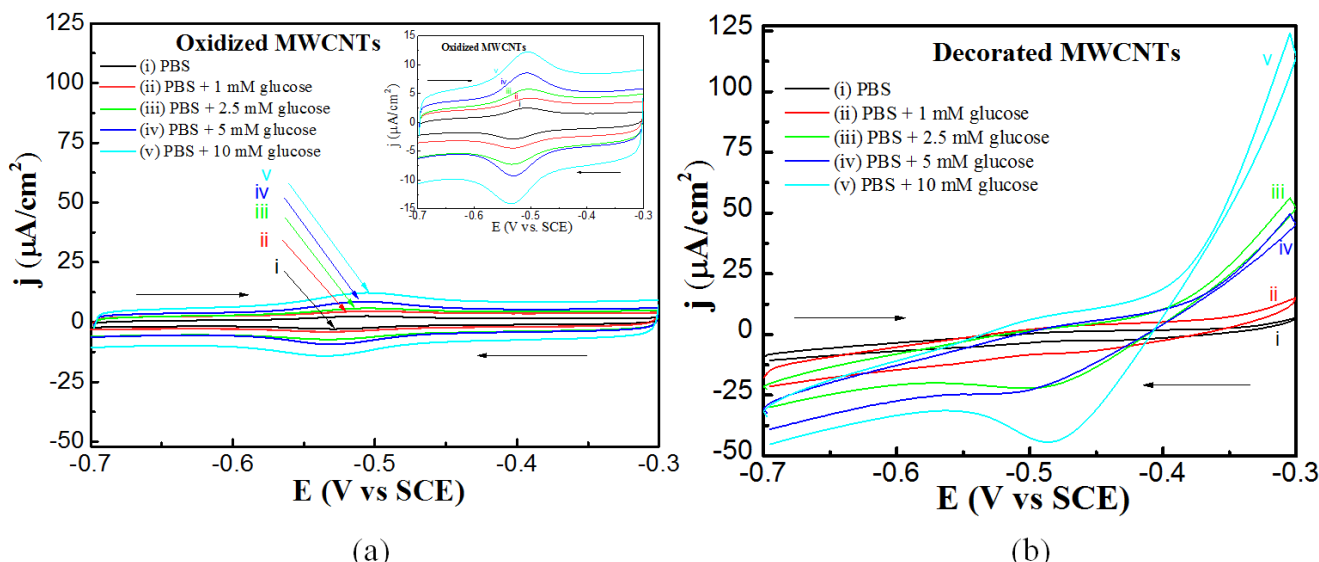 Oxidized MWCNTs
(i) PBS
(ii) PBS + 1 mM glucose
(iii) PBS + 2.5 mM glucose
(iv) PBS + 5 mM glucose
(v) PBS + 10 mM glucose
v
iv
iii
ii
i
125
100
75
50
25
0
-25
-50
j (µA/cm²)
-0.7
-0.6
-0.5
-0.4
-0.3
E (V vs SCE)
Oxidized MWCNTs
v
iv
iii
ii
i
15
10
5
0
-5
-10
-15
j (µA/cm²)
-0.7
-0.6
-0.5
-0.4
-0.3
E (V vs. SCE)
(a)
Decorated MWCNTs
(i) PBS
(ii) PBS + 1 mM glucose
(iii) PBS + 2.5 mM glucose
(iv) PBS + 5 mM glucose
(v) PBS + 10 mM glucose
v
iii
iv
ii
i
125
100
75
50
25
0
-25
-50
j (µA/cm²)
-0.7
-0.6
-0.5
-0.4
-0.3
E (V vs SCE)
(b)